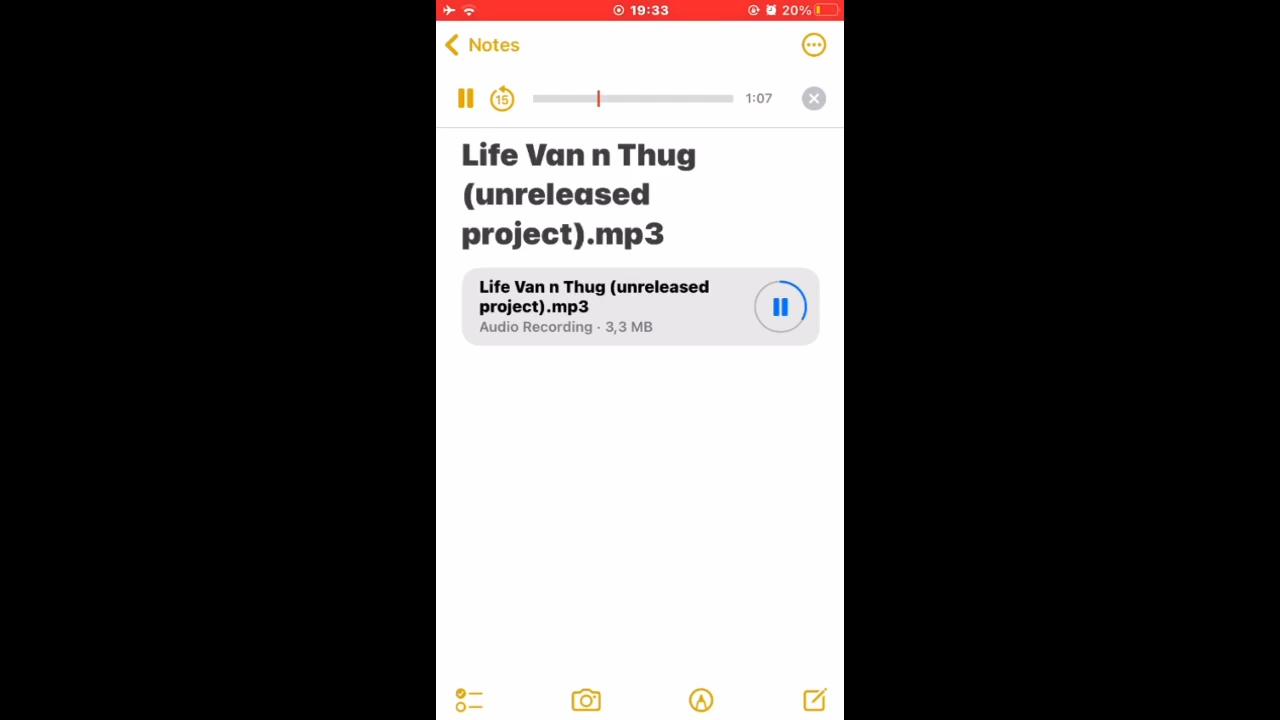 19:33
20%
Notes
15
1:07
Life Van n Thug
(unreleased
project).mp3
Life Van n Thug (unreleased
project).mp3
Audio Recording · 3,3 MB